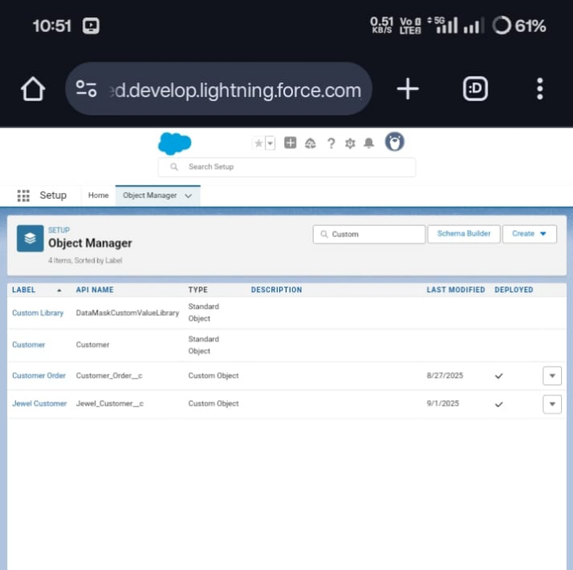 10:51
0.51 KB/S Vo LTE 5G 61%
:D
ed.develop.lightning.force.com
Search Setup
Setup Home Object Manager
SETUP
Object Manager
4 Items, Sorted by Label
Custom
Schema Builder
Create
LABEL API NAME TYPE DESCRIPTION LAST MODIFIED DEPLOYED
Custom Library DataMaskCustomValueLibrary Standard Object
Customer Customer Standard Object
Customer Order Customer_Order__c Custom Object 8/27/2025
Jewel Customer Jewel_Customer__c Custom Object 9/1/2025